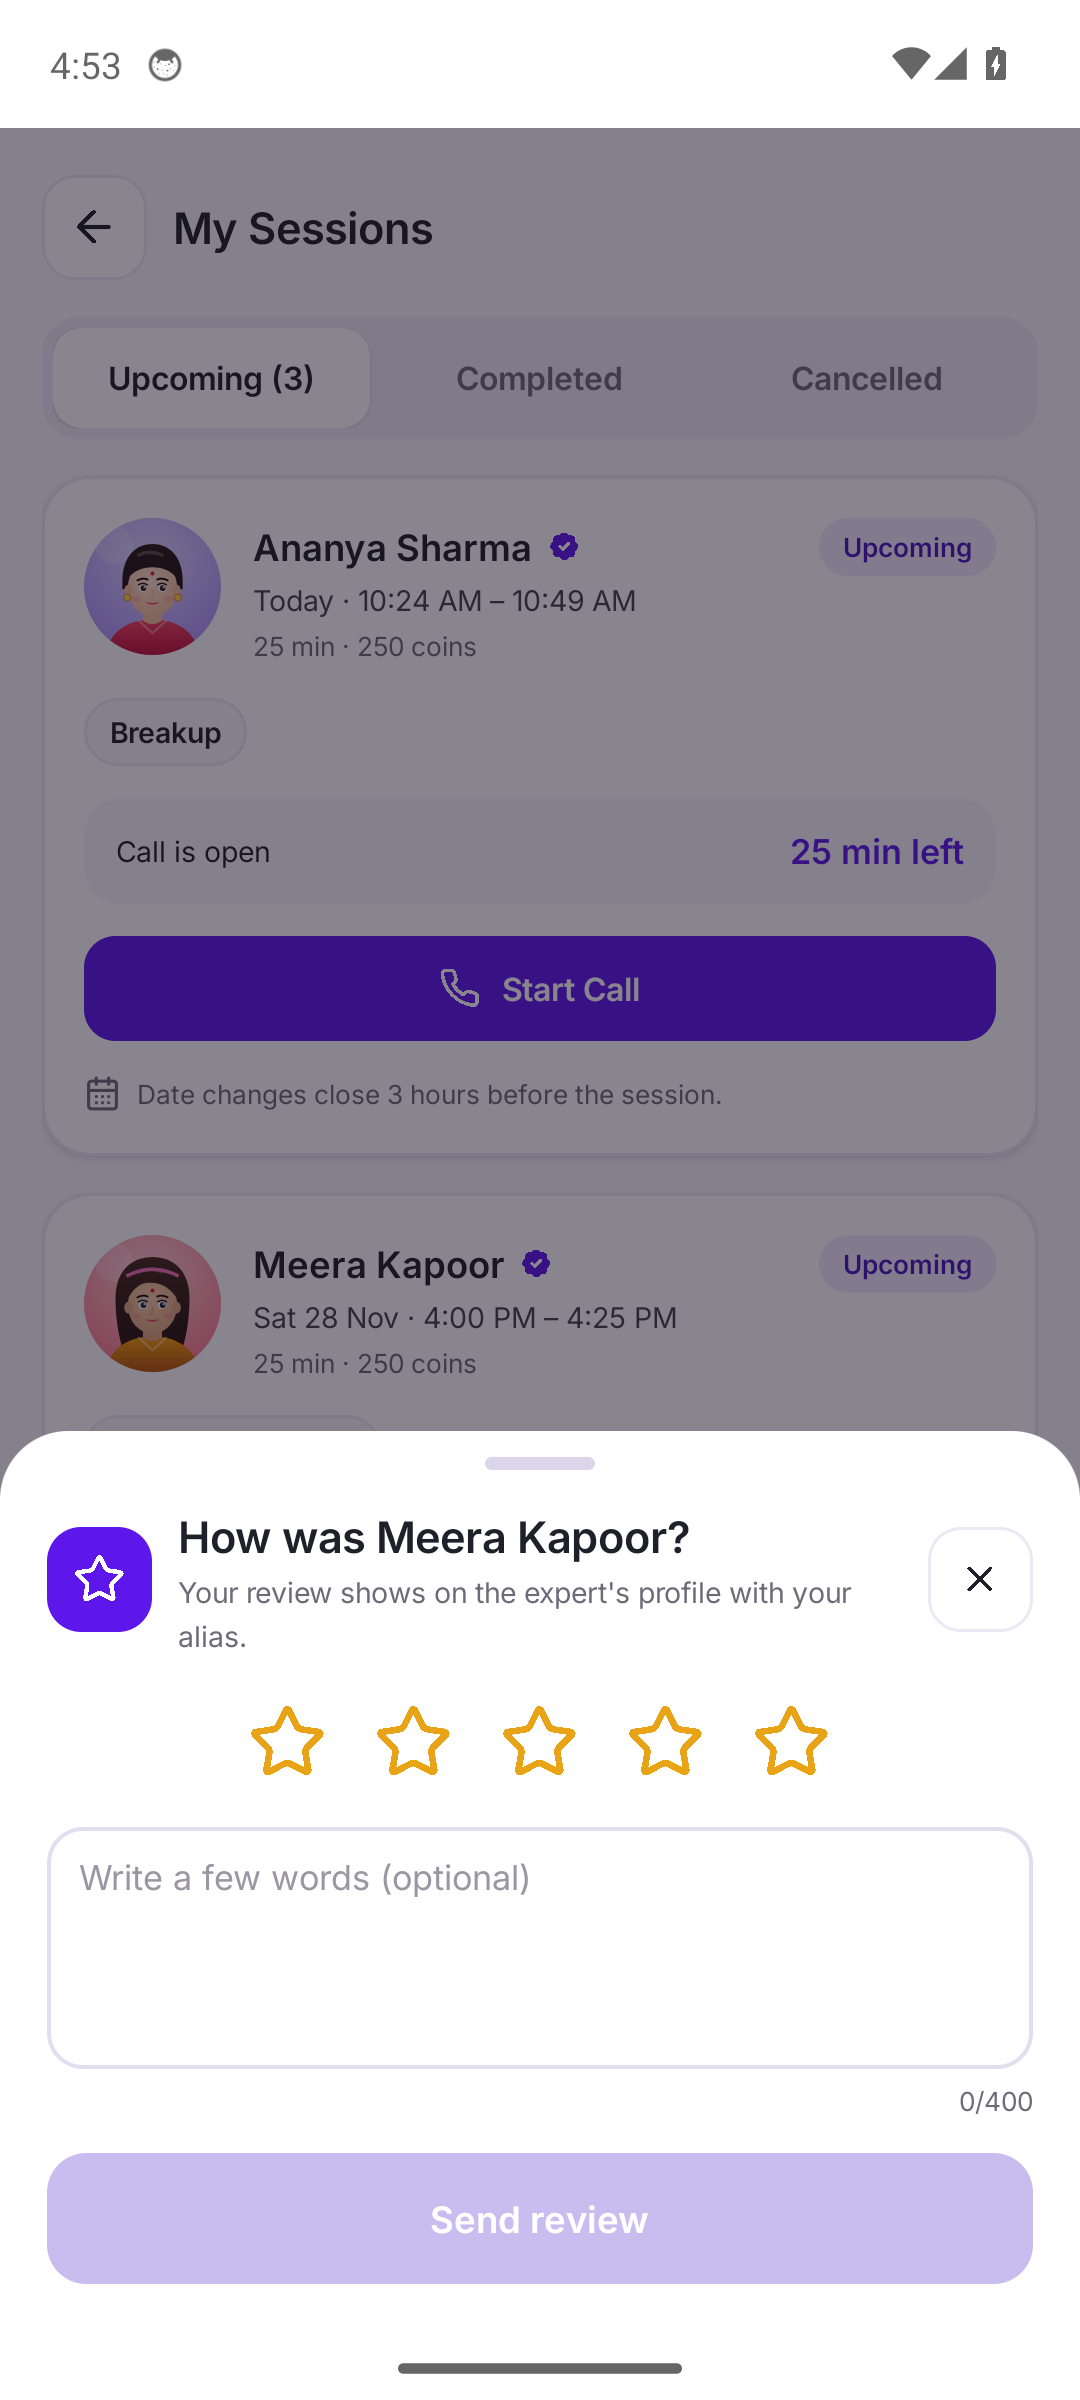 4:53
My Sessions
Upcoming (3)
Completed
Cancelled
Ananya Sharma
Upcoming
Today · 10:24 AM – 10:49 AM
25 min · 250 coins
Breakup
Call is open
25 min left
Start Call
Date changes close 3 hours before the session.
Meera Kapoor
Upcoming
Sat 28 Nov · 4:00 PM – 4:25 PM
25 min · 250 coins
How was Meera Kapoor?
Your review shows on the expert's profile with your
alias.
Write a few words (optional)
0/400
Send review